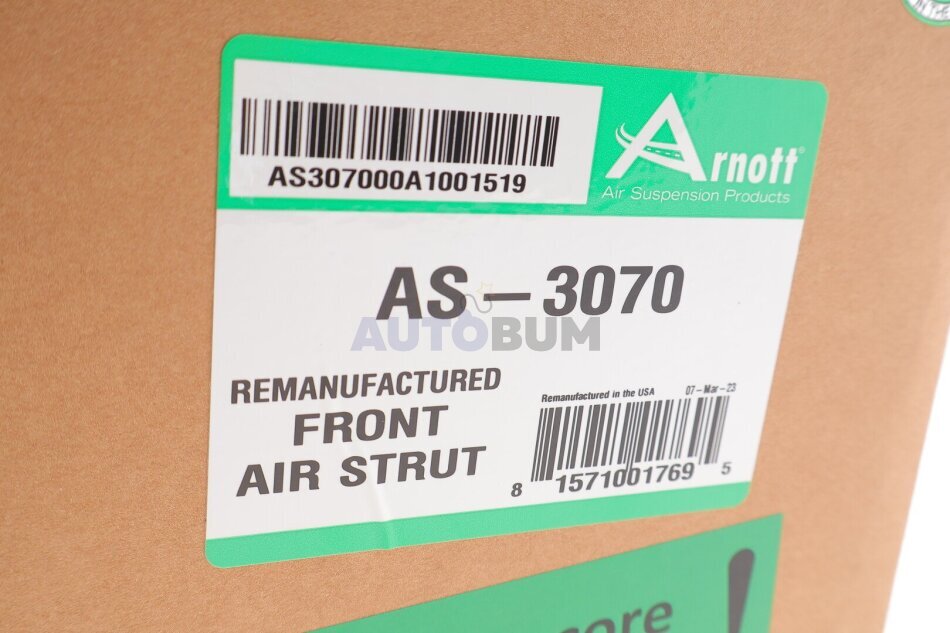 AS307000A1001519
Arnott®
Air Suspension Products
AS-3070
AUTOBUM
REMANUFACTURED
FRONT
AIR STRUT
Remanufactured in the USA 07-Mar-23
8 1571001769 5
core!